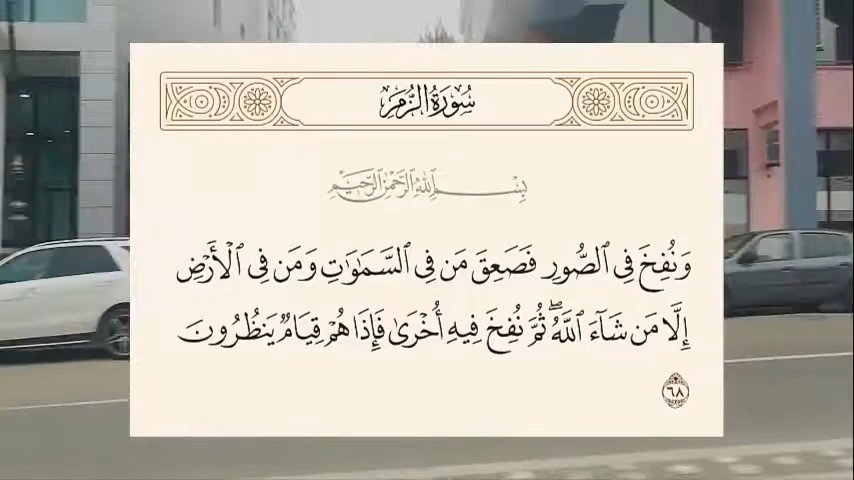 سُورَةُ الزُّمَرِ
بِسْمِ ٱللَّهِ ٱلرَّحْمَٰنِ ٱلرَّحِيمِ
وَنُفِخَ فِى ٱلصُّورِ فَصَعِقَ مَن فِى ٱلسَّمَٰوَٰتِ وَمَن فِى ٱلْأَرْضِ
إِلَّا مَن شَآءَ ٱللَّهُ ۖ ثُمَّ نُفِخَ فِيهِ أُخْرَىٰ فَإِذَا هُمْ قِيَامٌ يَنظُرُونَ
٦٨